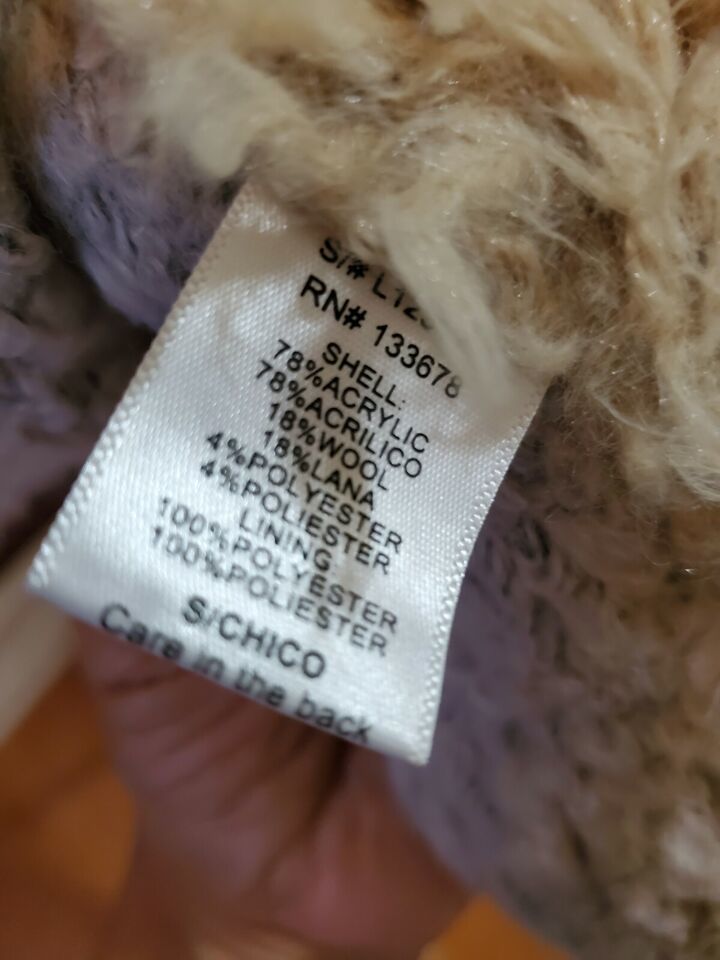 S/# L12
RN# 133678
SHELL:
78%ACRYLIC
78%ACRILICO
18%WOOL
18%LANA
4%POLYESTER
4%POLIESTER
LINING:
100%POLYESTER
100%POLIESTER
S/CHICO
Care in the back